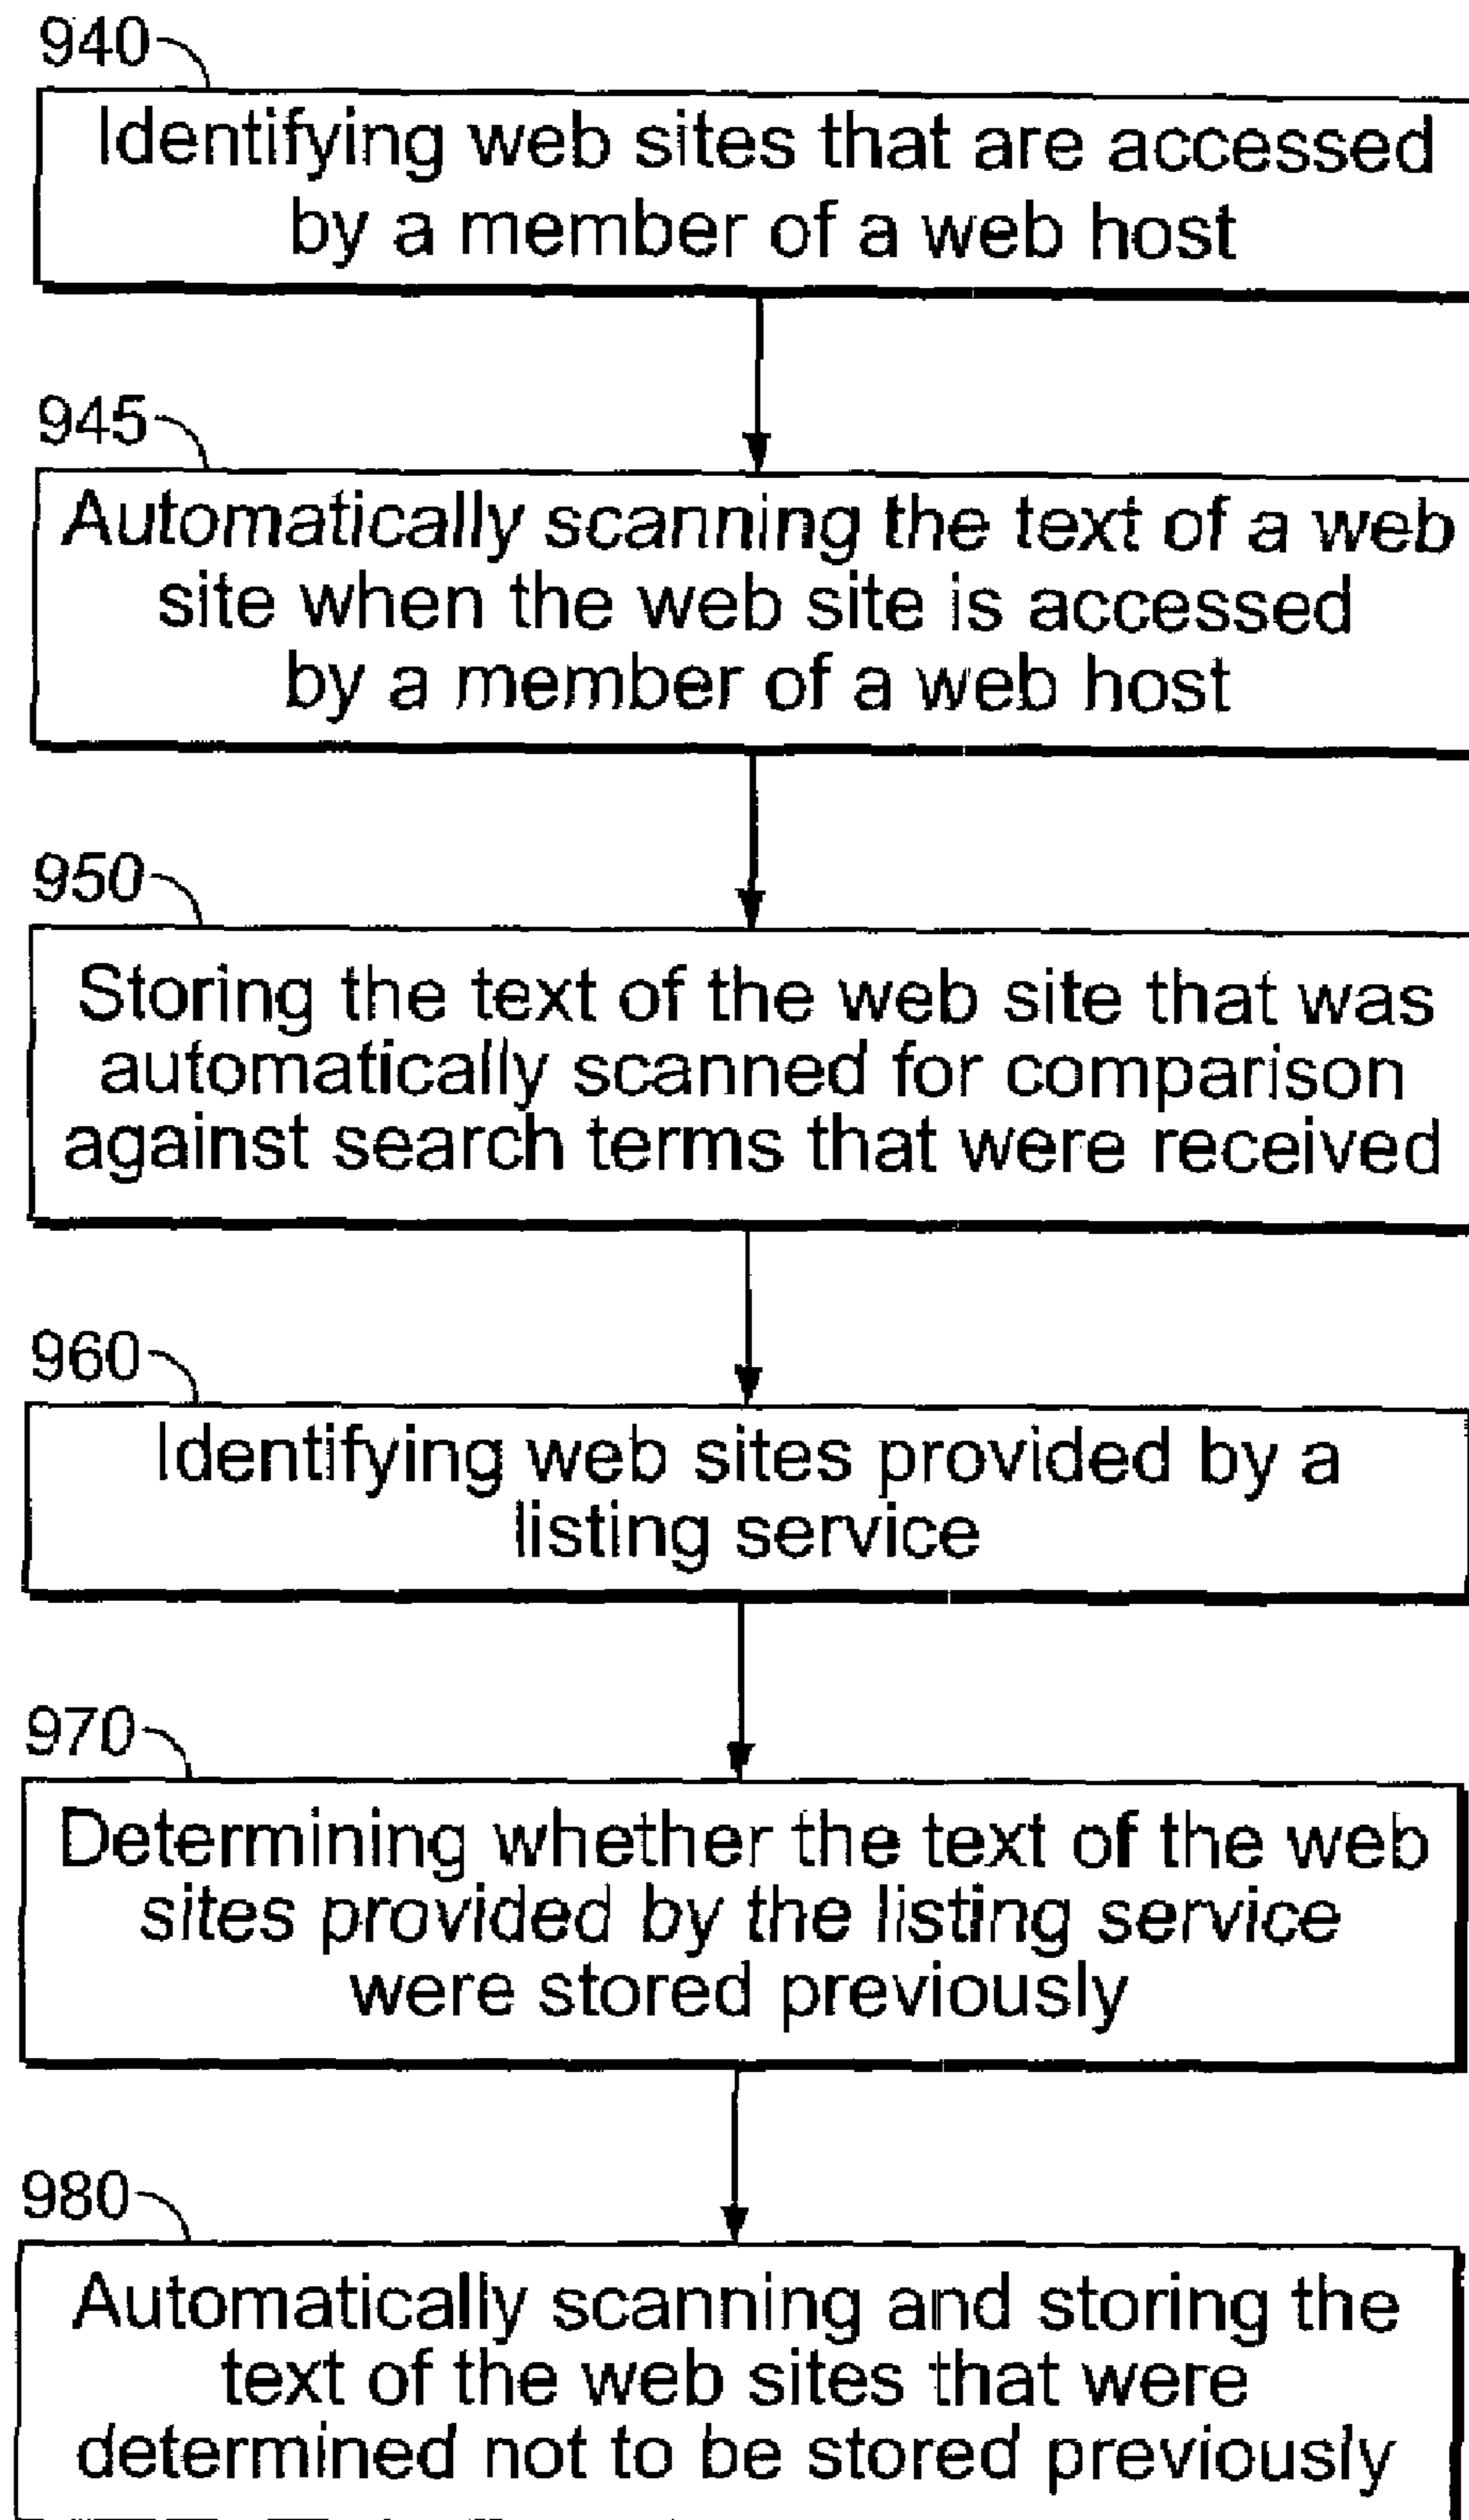 940
Identifying web sites that are accessed
by a member of a web host
945
Automatically scanning the text of a web
site when the web site is accessed
by a member of a web host
950
Storing the text of the web site that was
automatically scanned for comparison
against search terms that were received
960
Identifying web sites provided by a
listing service
970
Determining whether the text of the web
sites provided by the listing service
were stored previously
980
Automatically scanning and storing the
text of the web sites that were
determined not to be stored previously